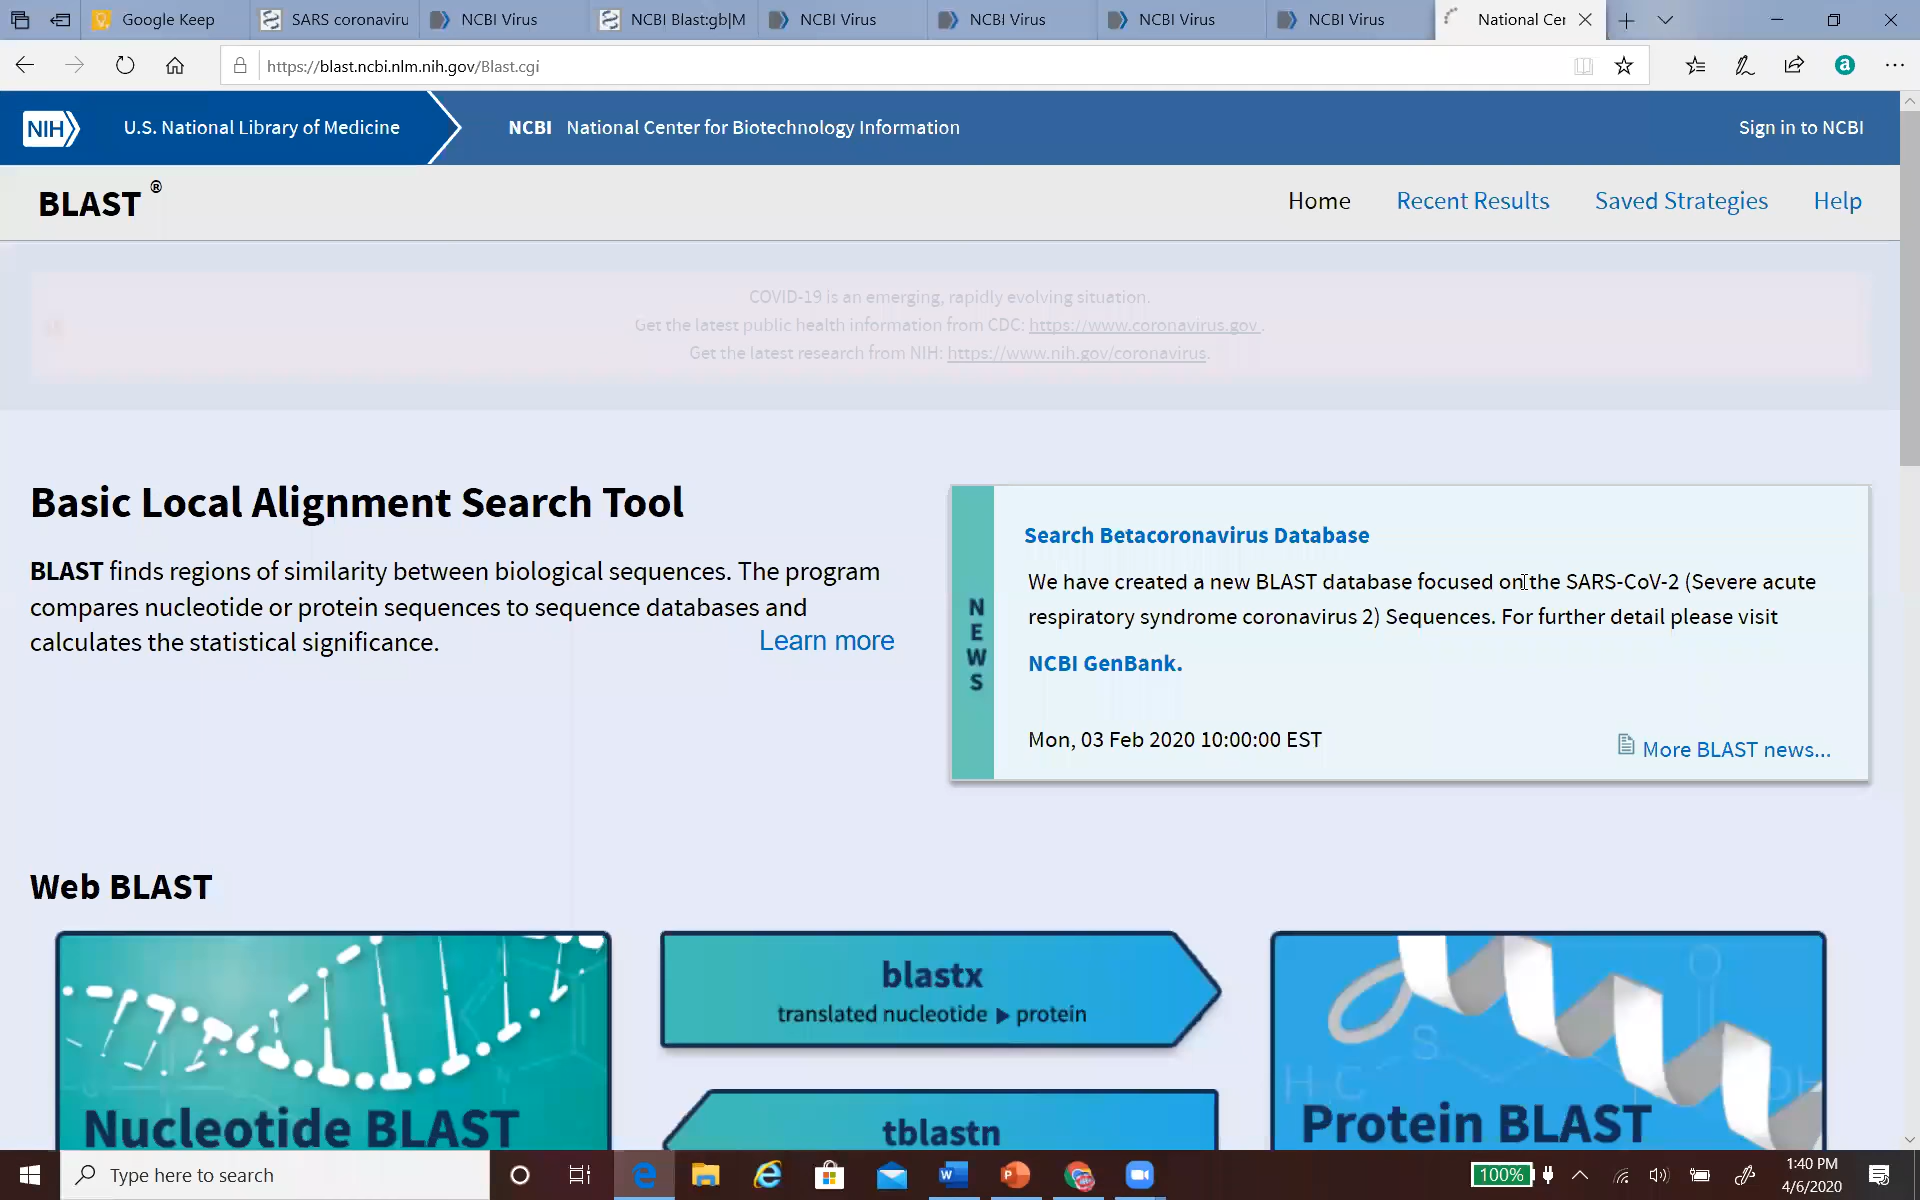 Google Keep
SARS coronaviru
NCBI Virus
NCBI Blast:gb|M
NCBI Virus
NCBI Virus
NCBI Virus
NCBI Virus
National Cer
https://blast.ncbi.nlm.nih.gov/Blast.cgi
a
NIH
U.S. National Library of Medicine
NCBI National Center for Biotechnology Information
Sign in to NCBI
BLAST ®
Home
Recent Results
Saved Strategies
Help
COVID-19 is an emerging, rapidly evolving situation.
Get the latest public health information from CDC: https://www.coronavirus.gov .
Get the latest research from NIH: https://www.nih.gov/coronavirus.
Basic Local Alignment Search Tool
BLAST finds regions of similarity between biological sequences. The program
compares nucleotide or protein sequences to sequence databases and
calculates the statistical significance.
Learn more
NEWS
Search Betacoronavirus Database
We have created a new BLAST database focused on the SARS-CoV-2 (Severe acute
respiratory syndrome coronavirus 2) Sequences. For further detail please visit
NCBI GenBank.
Mon, 03 Feb 2020 10:00:00 EST
More BLAST news...
Web BLAST
Nucleotide BLAST
blastx
translated nucleotide ▶ protein
tblastn
Protein BLAST
Type here to search
100%
1:40 PM
4/6/2020